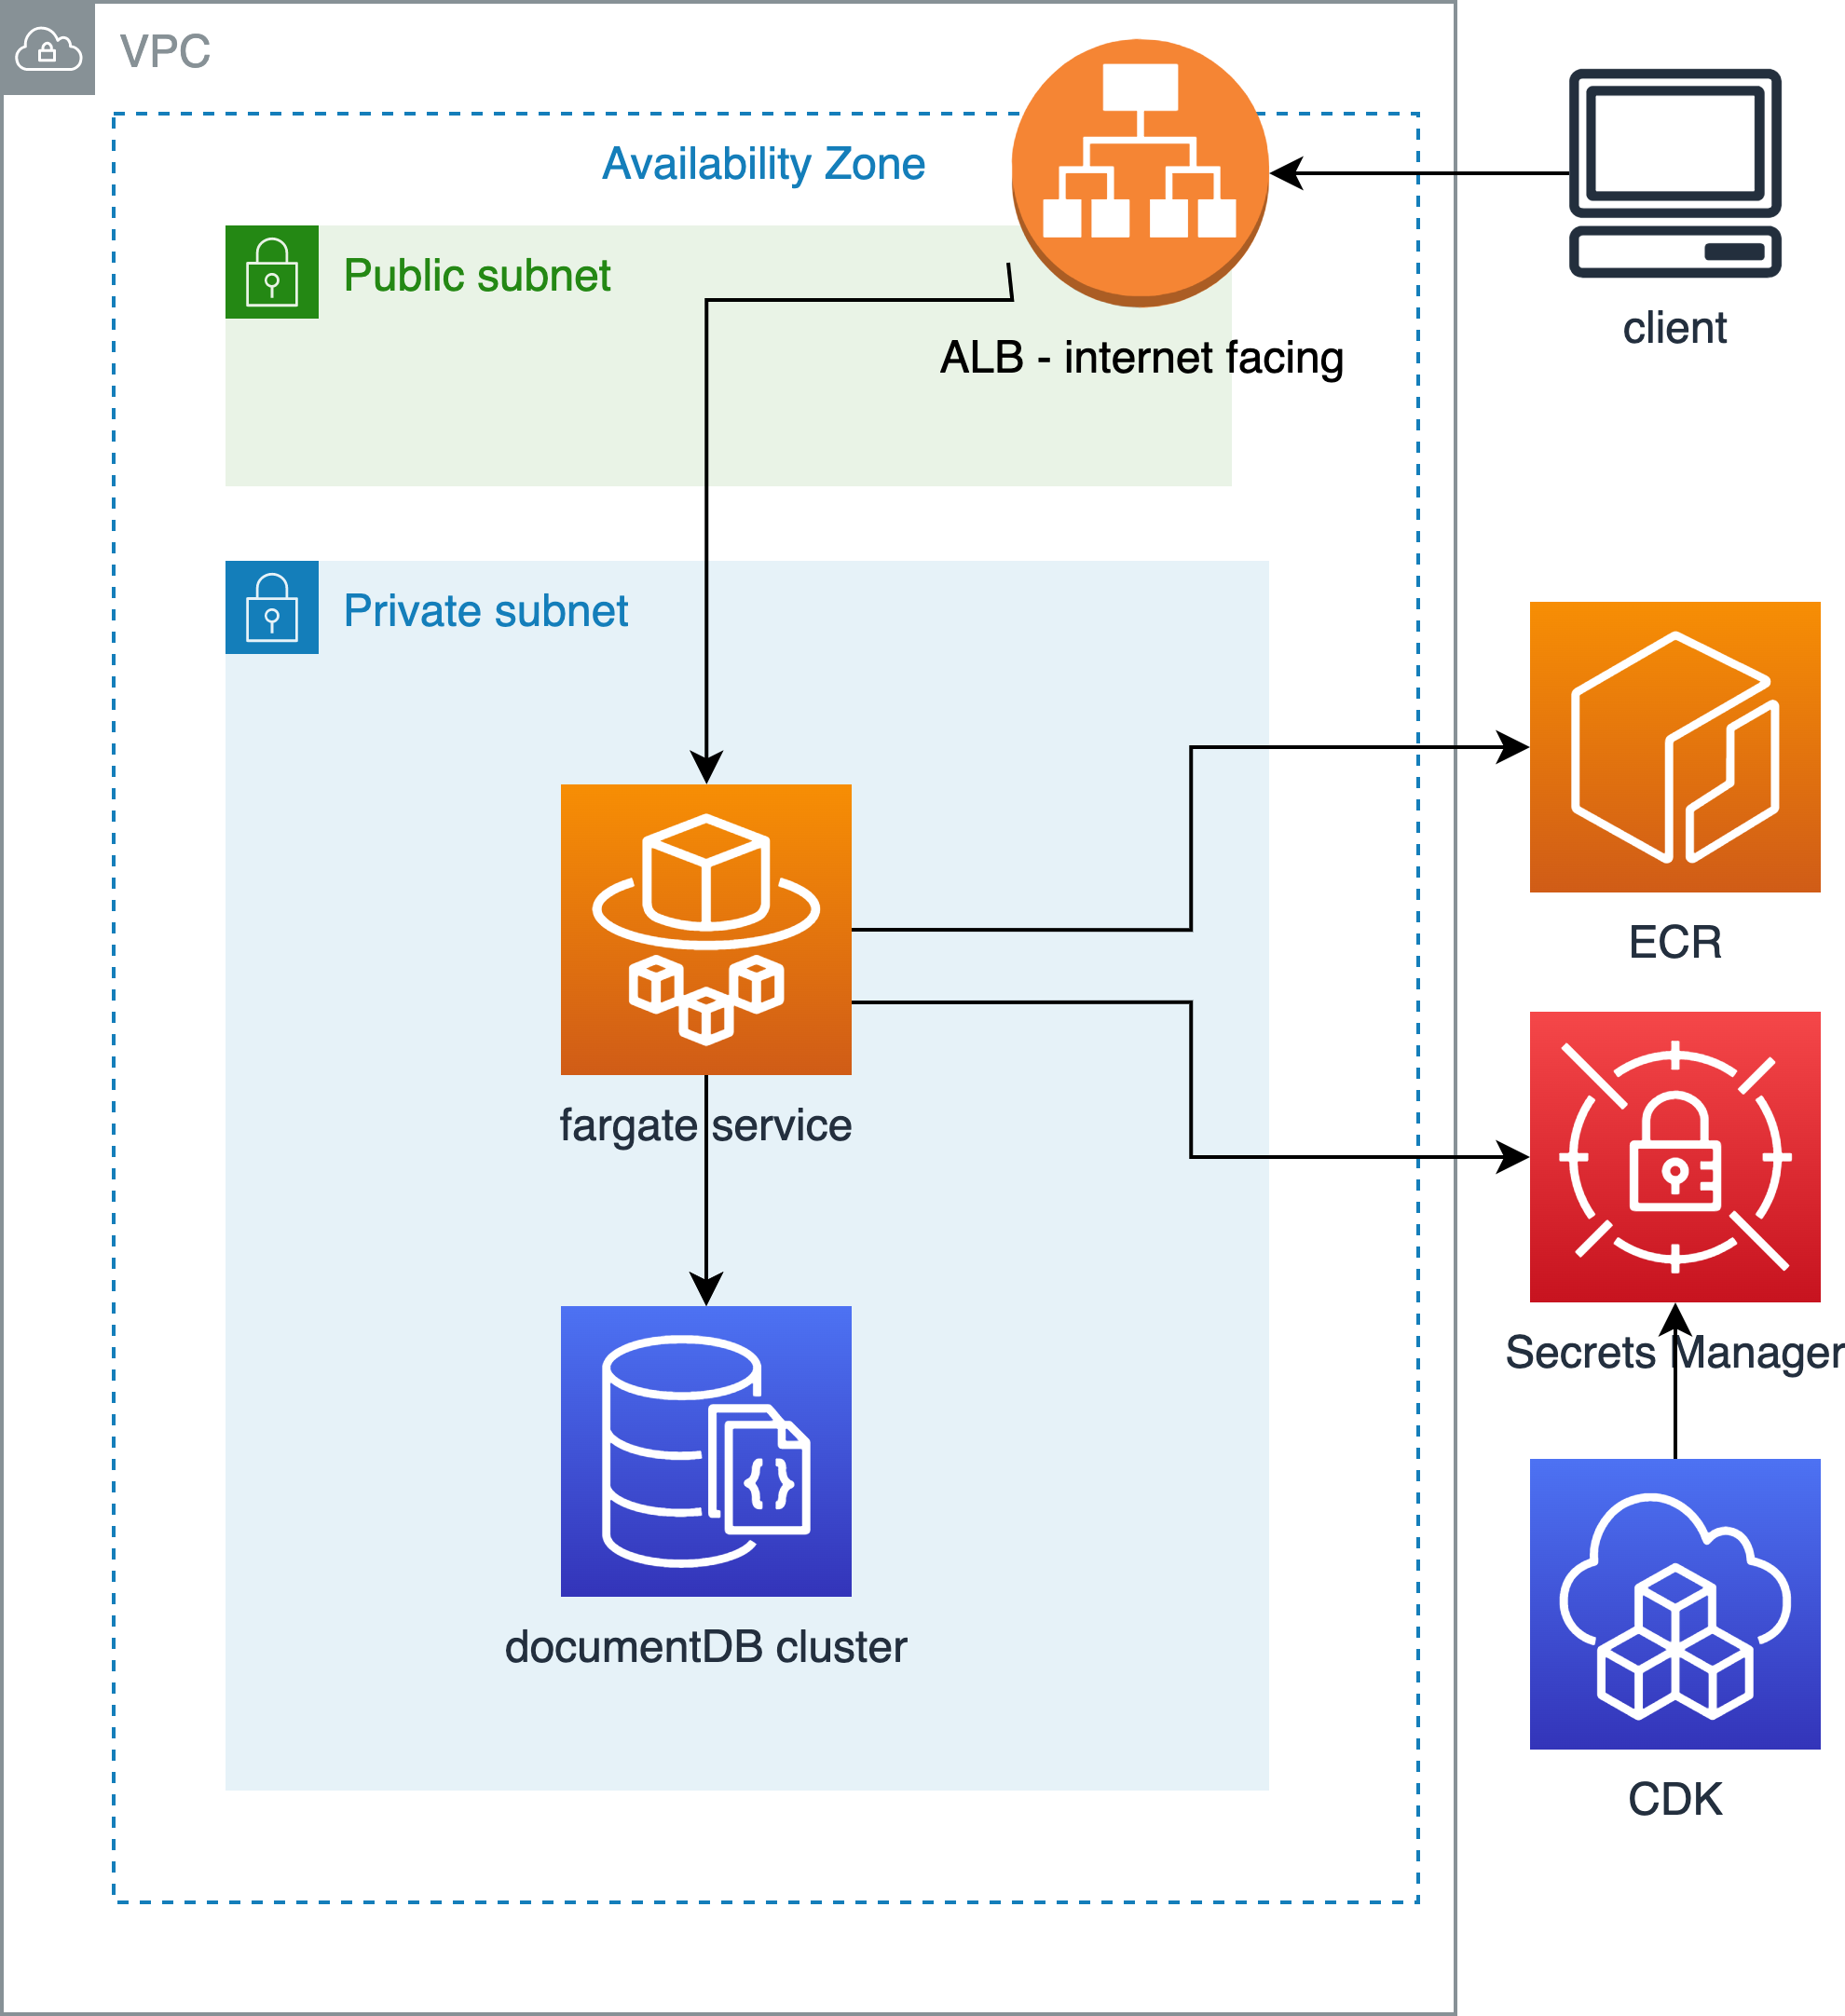 VPC
Availability Zone
Public subnet
client
ALB - internet facing
Private subnet
ECR
fargate service
Secrets Manager
documentDB cluster
CDK